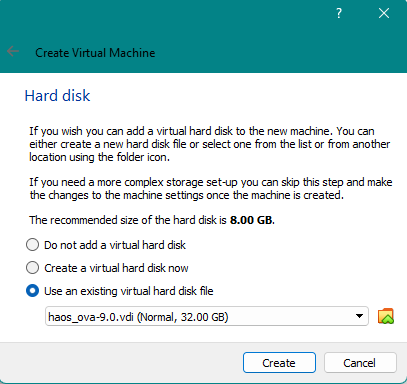 ?
Create Virtual Machine
Hard disk
If you wish you can add a virtual hard disk to the new machine. You can
either create a new hard disk file or select one from the list or from another
location using the folder icon.
If you need a more complex storage set-up you can skip this step and make
the changes to the machine settings once the machine is created.
The recommended size of the hard disk is 8.00 GB.
Do not add a virtual hard disk
Create a virtual hard disk now
Use an existing virtual hard disk file
haos_ova-9.0.vdi (Normal, 32.00 GB)
Create
Cancel